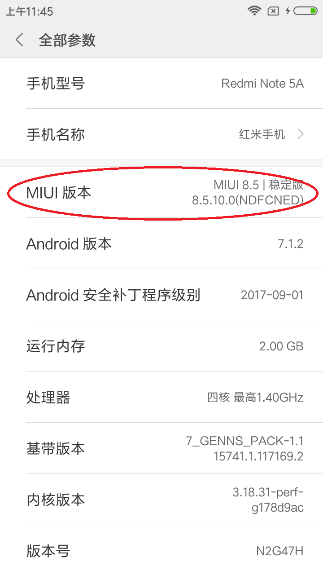 上午11:45
全部参数
手机型号
Redmi Note 5A
手机名称
红米手机
MIUI 版本
MIUI 8.5 | 稳定版
8.5.10.0(NDFCNED)
Android 版本
7.1.2
Android 安全补丁程序级别
2017-09-01
运行内存
2.00 GB
处理器
四核 最高1.40GHz
基带版本
7_GENNS_PACK-1.1
15741.1.117169.2
内核版本
3.18.31-perf-
g178d9ac
版本号
N2G47H